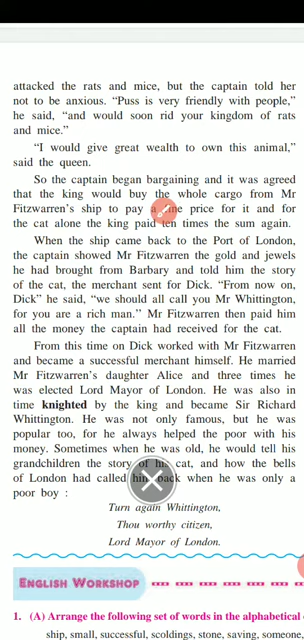 attacked the rats and mice, but the captain told her
not to be anxious. “Puss is very friendly with people,”
he said, “and would soon rid your kingdom of rats
and mice.”
“I would give great wealth to own this animal,”
said the queen.
So the captain began bargaining and it was agreed
that the king would buy the whole cargo from Mr
Fitzwarren’s ship to pay a fine price for it and for
the cat alone the king paid ten times the sum again.
When the ship came back to the Port of London,
the captain showed Mr Fitzwarren the gold and jewels
he had brought from Barbary and told him the story
of the cat, the merchant sent for Dick. “From now on,
Dick” he said, “we should all call you Mr Whittington,
for you are a rich man.” Mr Fitzwarren then paid him
all the money the captain had received for the cat.
From this time on Dick worked with Mr Fitzwarren
and became a successful merchant himself. He married
Mr Fitzwarren’s daughter Alice and three times he
was elected Lord Mayor of London. He was also in
time knighted by the king and became Sir Richard
Whittington. He was not only famous, but he was
popular too, for he always helped the poor with his
money. Sometimes when he was old, he would tell his
grandchildren the story of his cat, and how the bells
of London had called him back when he was only a
poor boy :
Turn again Whittington,
Thou worthy citizen,
Lord Mayor of London.
ENGLISH WORKSHOP
1. (A) Arrange the following set of words in the alphabetical
ship, small, successful, scoldings, stone, saving, someone.